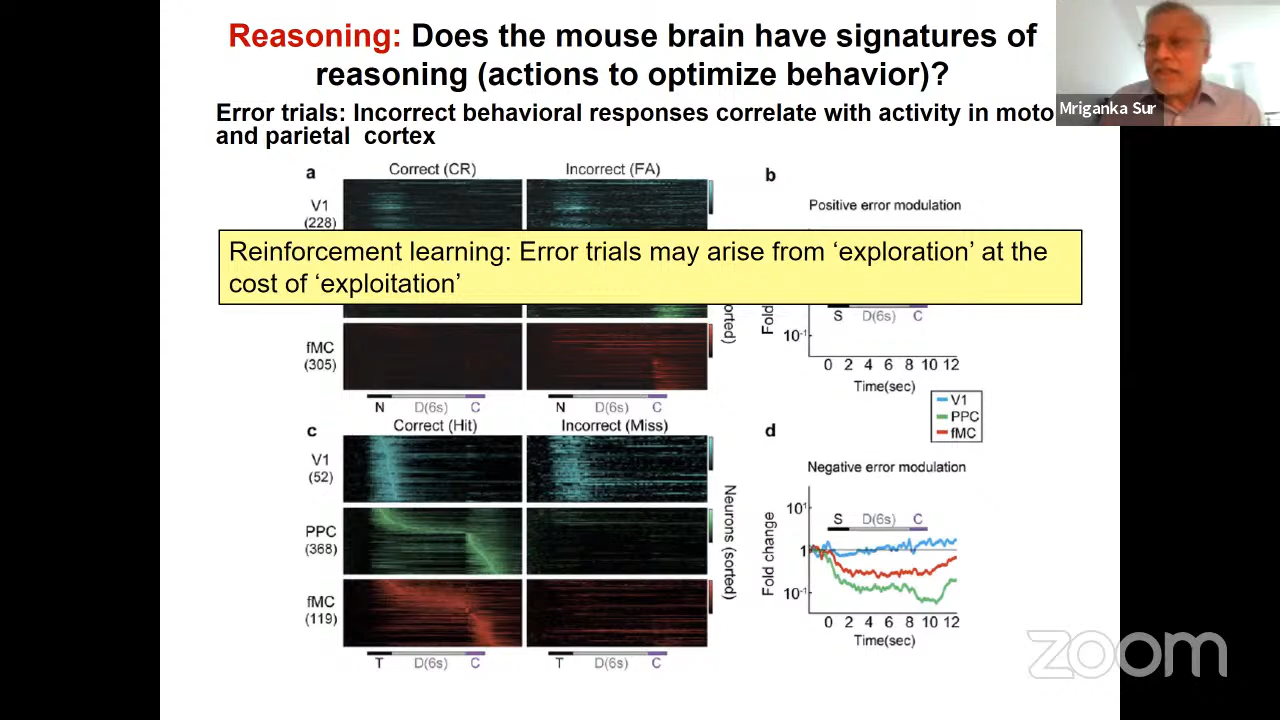 Reasoning: Does the mouse brain have signatures of
reasoning (actions to optimize behavior)?
Error trials: Incorrect behavioral responses correlate with activity in moto
and parietal cortex
Mriganka Sur
a
Correct (CR)
Incorrect (FA)
V1
(228)
b
Positive error modulation
Reinforcement learning: Error trials may arise from ‘exploration’ at the
cost of ‘exploitation’
fMC
(305)
orted)
N D(6s) C
N D(6s) C
Fold
S D(6s) C
10-1
0 2 4 6 8 10 12
Time(sec)
V1
PPC
fMC
c
Correct (Hit)
Incorrect (Miss)
V1
(52)
PPC
(368)
fMC
(119)
Neurons (sorted)
T D(6s) C
T D(6s) C
d
Negative error modulation
Fold change
S D(6s) C
101
1
10-1
0 2 4 6 8 10 12
Time(sec)
zoom